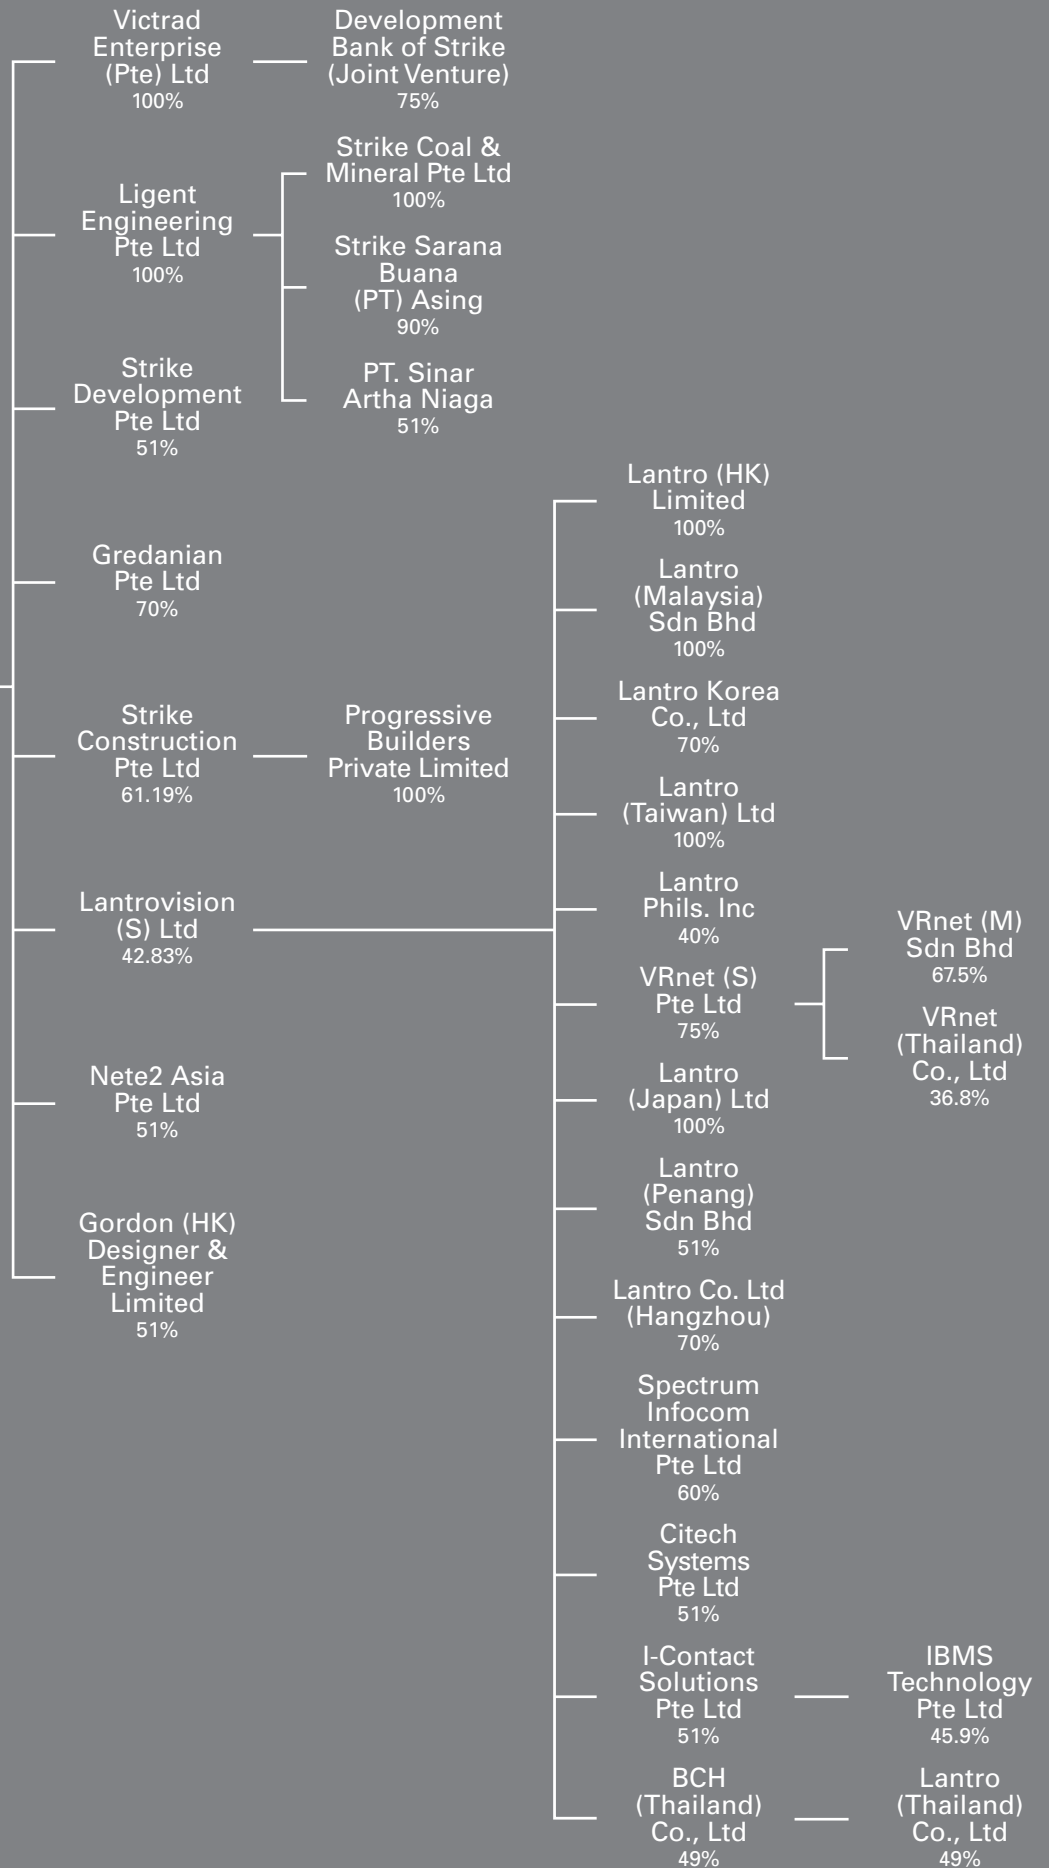 Victrad
Enterprise
(Pte) Ltd
100%
Development
Bank of Strike
(Joint Venture)
75%
Ligent
Engineering
Pte Ltd
100%
Strike Coal &
Mineral Pte Ltd
100%
Strike Sarana
Buana
(PT) Asing
90%
PT. Sinar
Artha Niaga
51%
Strike
Development
Pte Ltd
51%
Gredanian
Pte Ltd
70%
Strike
Construction
Pte Ltd
61.19%
Progressive
Builders
Private Limited
100%
Lantrovision
(S) Ltd
42.83%
Lantro (HK)
Limited
100%
Lantro
(Malaysia)
Sdn Bhd
100%
Lantro Korea
Co., Ltd
70%
Lantro
(Taiwan) Ltd
100%
Lantro
Phils. Inc
40%
VRnet (S)
Pte Ltd
75%
VRnet (M)
Sdn Bhd
67.5%
VRnet
(Thailand)
Co., Ltd
36.8%
Lantro
(Japan) Ltd
100%
Lantro
(Penang)
Sdn Bhd
51%
Lantro Co. Ltd
(Hangzhou)
70%
Spectrum
Infocom
International
Pte Ltd
60%
Citech
Systems
Pte Ltd
51%
I-Contact
Solutions
Pte Ltd
51%
IBMS
Technology
Pte Ltd
45.9%
BCH
(Thailand)
Co., Ltd
49%
Lantro
(Thailand)
Co., Ltd
49%
Nete2 Asia
Pte Ltd
51%
Gordon (HK)
Designer &
Engineer
Limited
51%